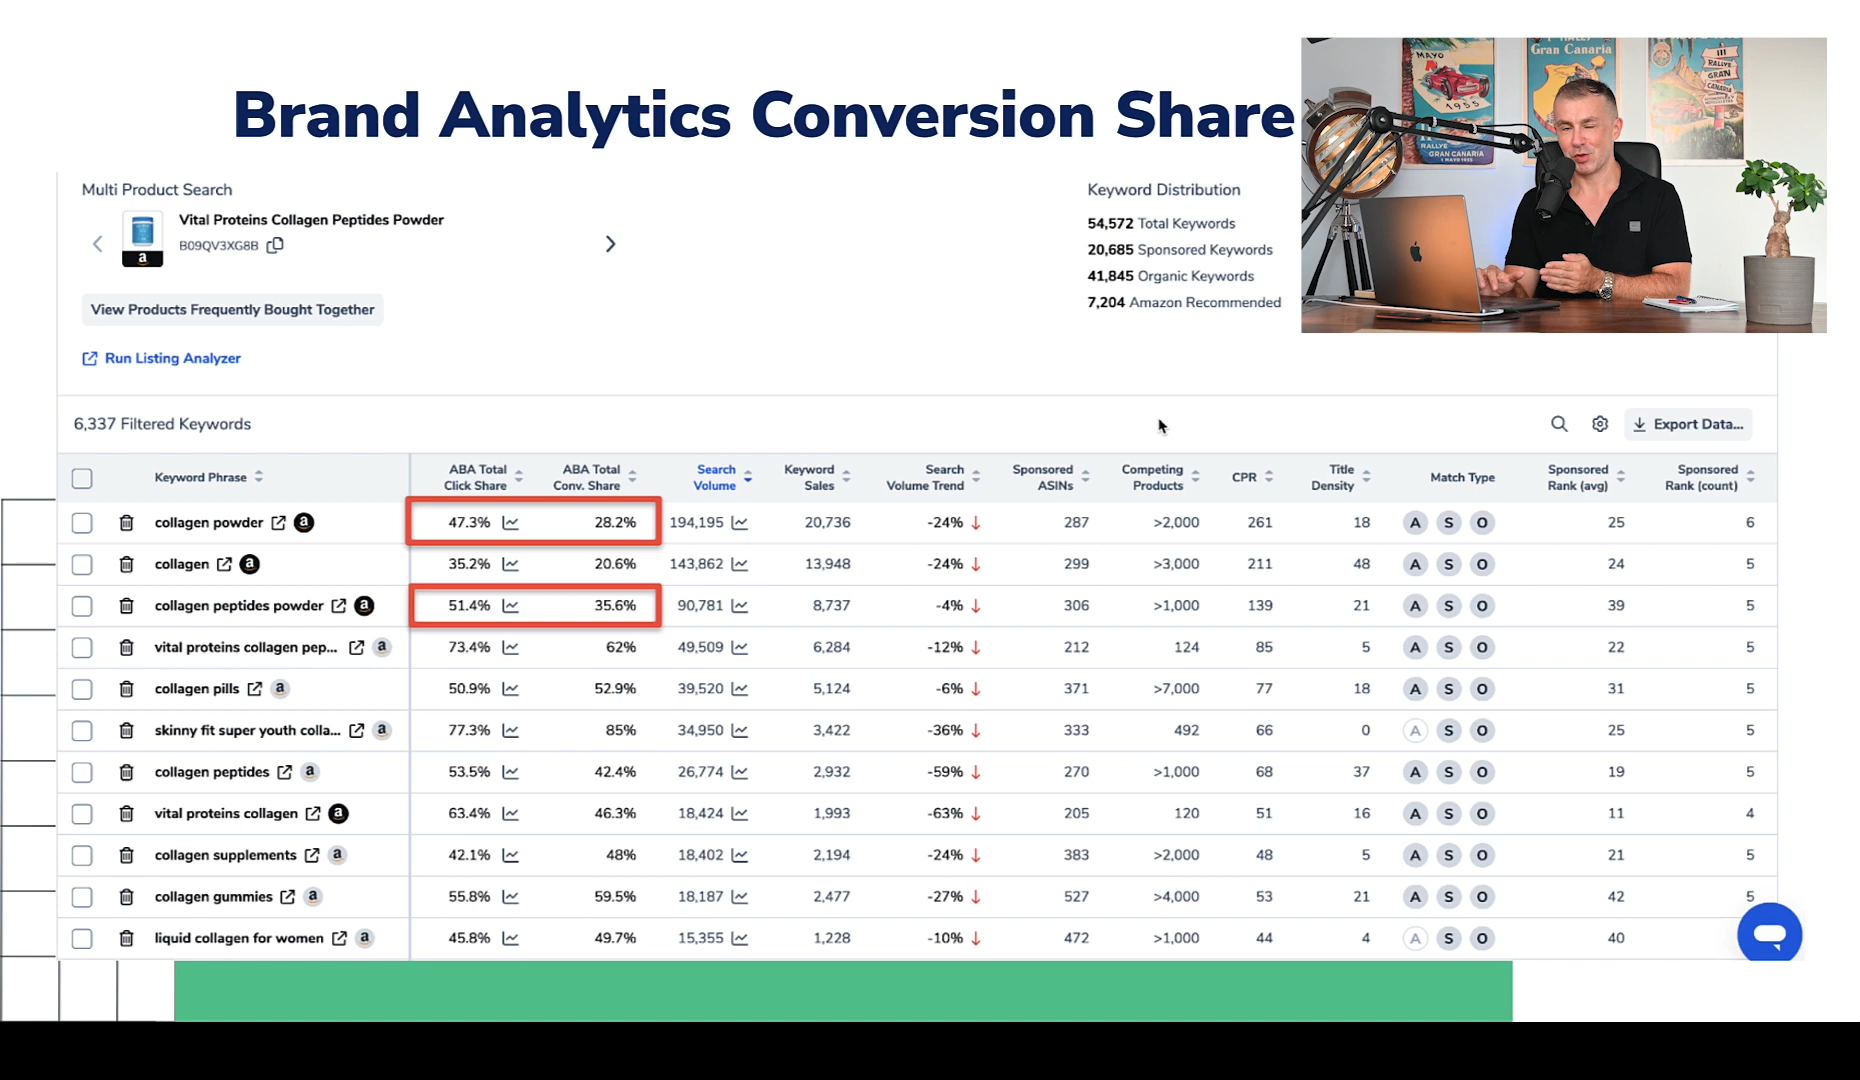 Brand Analytics Conversion Share
MAYO
1955
RALLYE
GRAN CANARIA
Gran Canaria
III
RALLYE
GRAN
CANARIA
Multi Product Search
Vital Proteins Collagen Peptides Powder
B09QV3XG8B
a
View Products Frequently Bought Together
Run Listing Analyzer
Keyword Distribution
54,572 Total Keywords
20,685 Sponsored Keywords
41,845 Organic Keywords
7,204 Amazon Recommended
6,337 Filtered Keywords
Export Data...
Keyword Phrase ABA Total Click Share ABA Total Conv. Share Search Volume Keyword Sales Search Volume Trend Sponsored ASINs Competing Products CPR Title Density Match Type Sponsored Rank (avg) Sponsored Rank (count)
collagen powder a 47.3% 28.2% 194,195 20,736 -24% 287 >2,000 261 18 A S O 25 6
collagen a 35.2% 20.6% 143,862 13,948 -24% 299 >3,000 211 48 A S O 24 5
collagen peptides powder a 51.4% 35.6% 90,781 8,737 -4% 306 >1,000 139 21 A S O 39 5
vital proteins collagen pep... a 73.4% 62% 49,509 6,284 -12% 212 124 85 5 A S O 22 5
collagen pills a 50.9% 52.9% 39,520 5,124 -6% 371 >7,000 77 18 A S O 31 5
skinny fit super youth colla... a 77.3% 85% 34,950 3,422 -36% 333 492 66 0 A S O 25 5
collagen peptides a 53.5% 42.4% 26,774 2,932 -59% 270 >1,000 68 37 A S O 19 5
vital proteins collagen a 63.4% 46.3% 18,424 1,993 -63% 205 120 51 16 A S O 11 4
collagen supplements a 42.1% 48% 18,402 2,194 -24% 383 >2,000 48 5 A S O 21 5
collagen gummies a 55.8% 59.5% 18,187 2,477 -27% 527 >4,000 53 21 A S O 42 5
liquid collagen for women a 45.8% 49.7% 15,355 1,228 -10% 472 >1,000 44 4 A S O 40